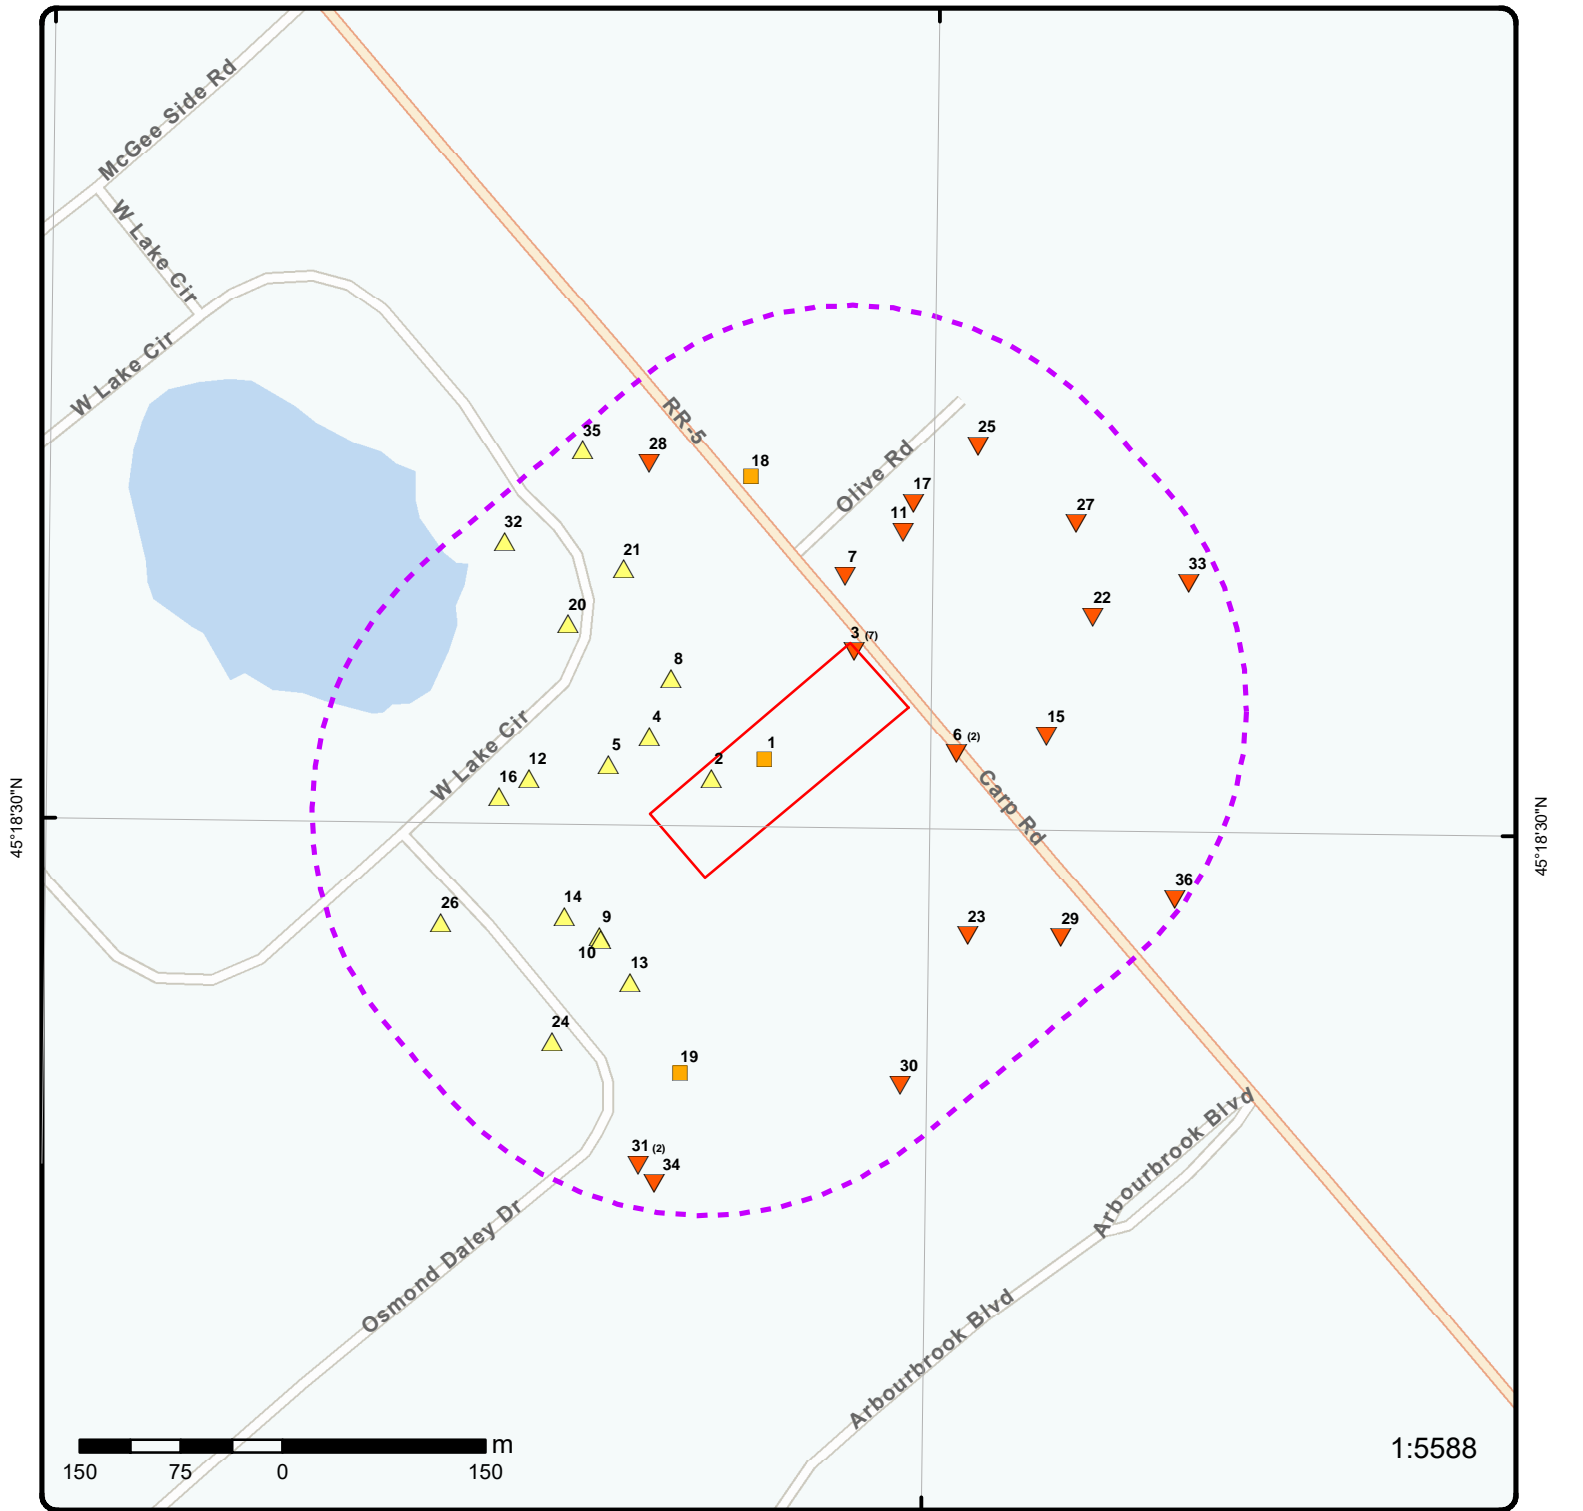 McGee Side Rd
W Lake Cir
W Lake Cir
RR-5
35
28
18
25
Olive Rd
17
11
27
32
21
7
33
20
22
3 (7)
8
W Lake Cir
4
15
6 (2)
5
1
2
12
16
Carp Rd
45°18'30"N
45°18'30"N
36
26
14
9
10
23
29
13
24
19
30
31 (2)
34
Arbourbrook Blvd
Osmond Daley Dr
Arbourbrook Blvd
m
150 75 0 150
1:5588